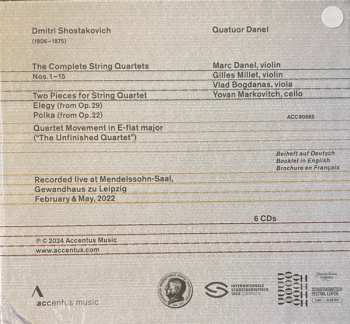 Dmitri Shostakovich
(1906–1975)
Quatuor Danel
The Complete String Quartets
Nos. 1–15
Two Pieces for String Quartet
Elegy (from Op. 29)
Polka (from Op. 22)
Quartet Movement in E-flat major
("The Unfinished Quartet")
Marc Danel, violin
Gilles Millet, violin
Vlad Bogdanas, viola
Yovan Markovitch, cello
Beiheft auf Deutsch
Booklet in English
Brochure en Français
Recorded live at Mendelssohn-Saal,
Gewandhaus zu Leipzig
February & May, 2022
6 CDs
℗ © 2024 Accentus Music
www.accentus.com
accentus music
INTERNATIONALE